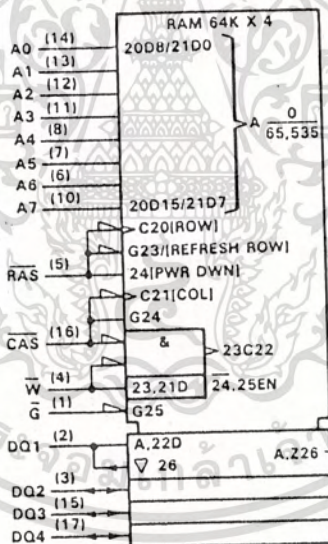 RAM 64K X 4
A0 (14) 20D8/21D0
A1 (13)
A2 (12)
A3 (11) A 0 65,535
A4 (8)
A5 (7)
A6 (6)
A7 (10) 20D15/21D7
C20[ROW]
G23/[REFRESH ROW]
RAS (5) 24[PWR DWN]
C21[COL]
G24
CAS (16) & 23C22
W (4) 23,21D 24,25EN
G (1) G25
DQ1 (2) A,22D A,Z26
▽ 26
DQ2 (3)
DQ3 (15)
DQ4 (17)